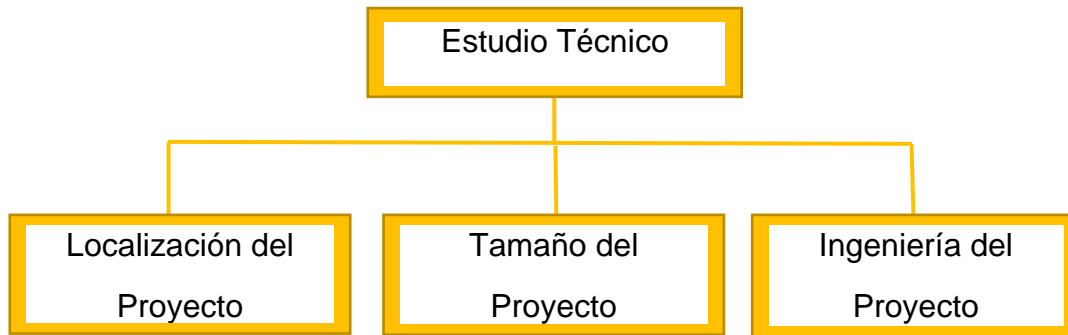 Estudio Técnico
Localización del
Proyecto
Tamaño del
Proyecto
Ingeniería del
Proyecto